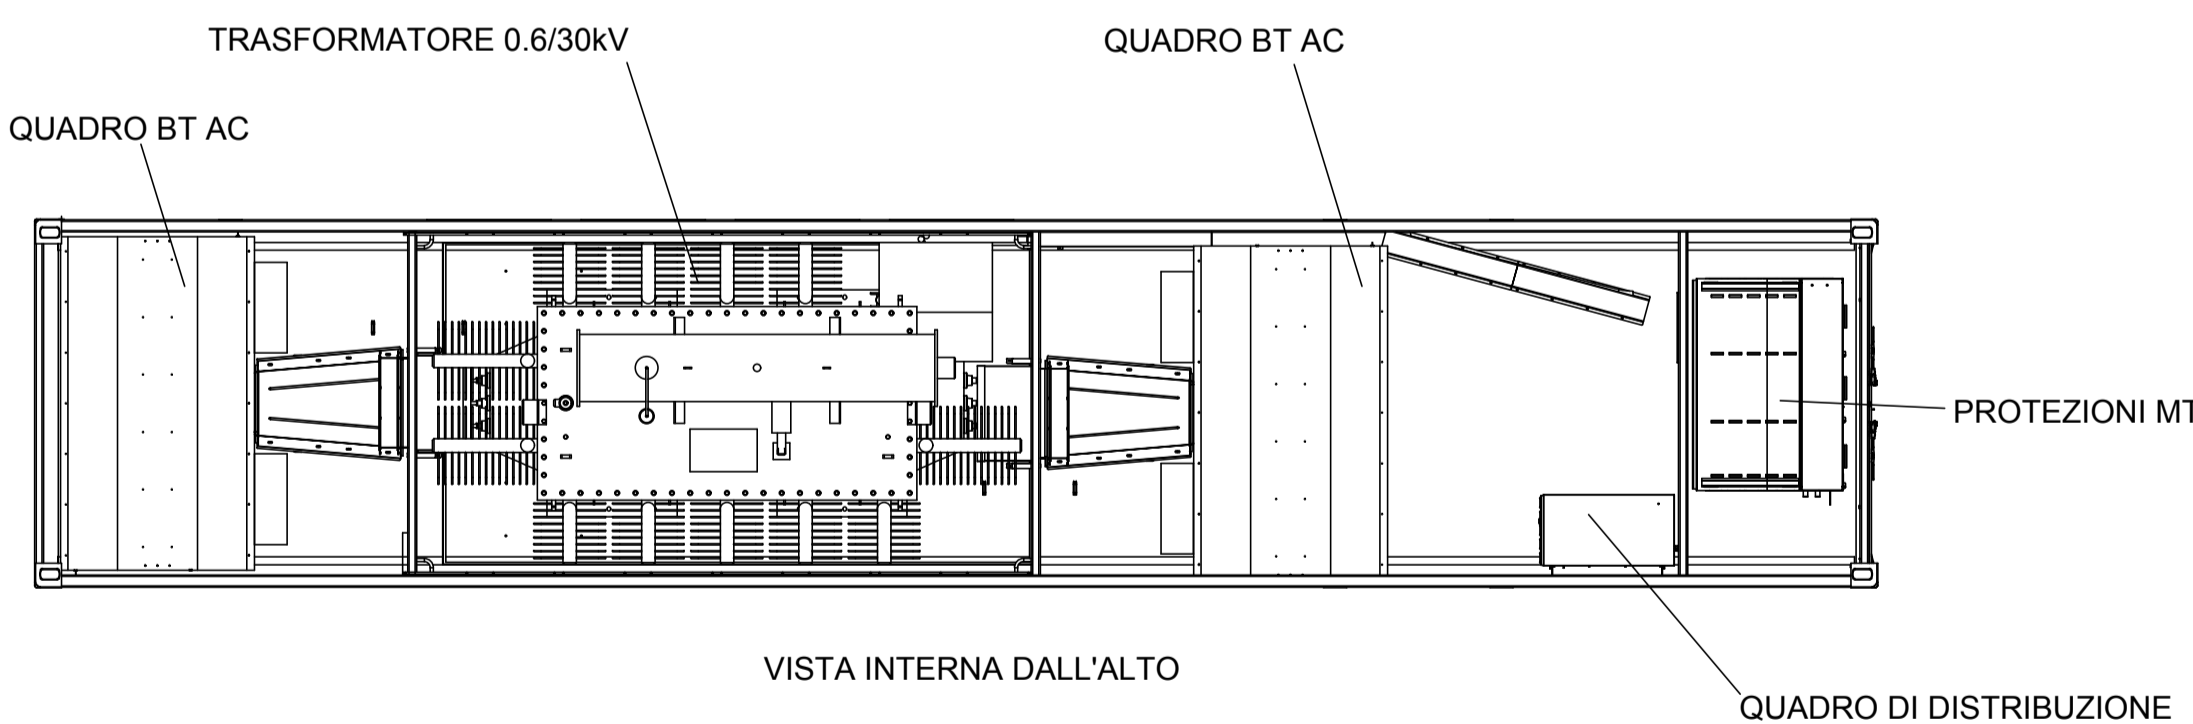 TRASFORMATORE 0.6/30kV
QUADRO BT AC
QUADRO BT AC
PROTEZIONI MT
VISTA INTERNA DALL'ALTO
QUADRO DI DISTRIBUZIONE